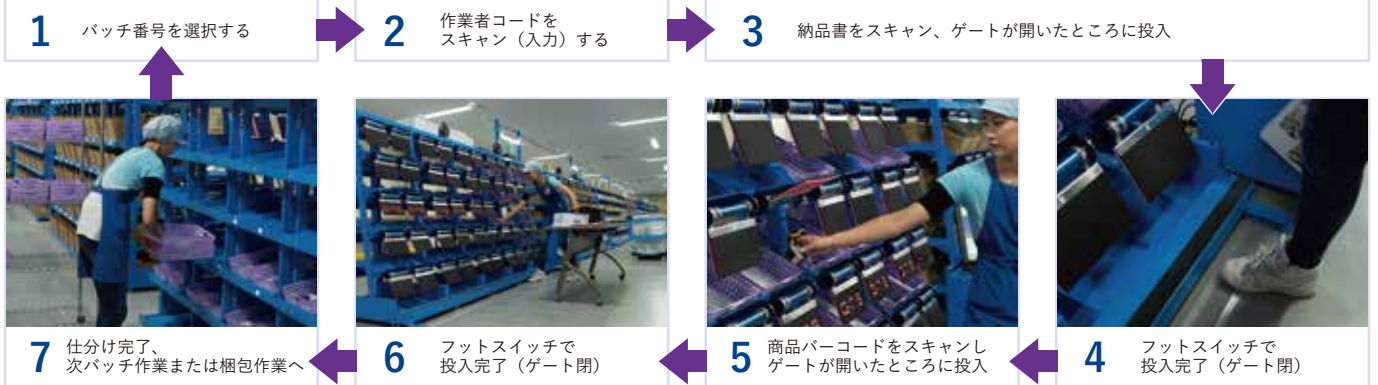 1 バッチ番号を選択する
2 作業者コードを
スキャン（入力）する
3 納品書をスキャン、ゲートが開いたところに投入
4 フットスイッチで
投入完了（ゲート閉）
5 商品バーコードをスキャンし
ゲートが開いたところに投入
6 フットスイッチで
投入完了（ゲート閉）
7 仕分け完了、
次バッチ作業または梱包作業へ